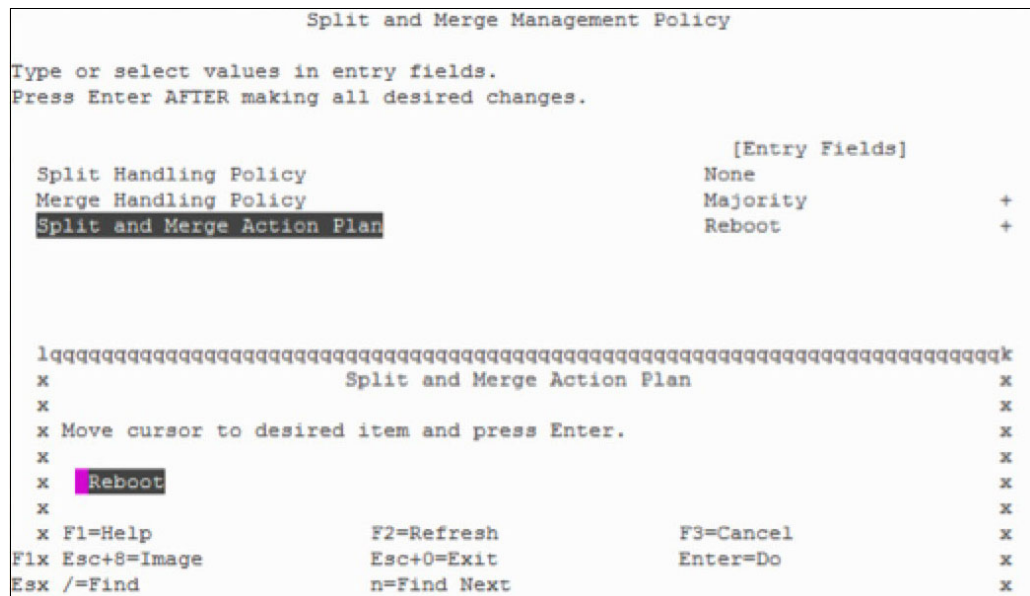 Split and Merge Management Policy
Type or select values in entry fields.
Press Enter AFTER making all desired changes.
[Entry Fields]
Split Handling Policy None
Merge Handling Policy Majority +
Split and Merge Action Plan Reboot +
lqqqqqqqqqqqqqqqqqqqqqqqqqqqqqqqqqqqqqqqqqqqqqqqqqqqqqqqqqqqqqqqqqqqqqqqqqqk
x Split and Merge Action Plan x
x x
x Move cursor to desired item and press Enter. x
x x
x Reboot x
x x
x F1=Help F2=Refresh F3=Cancel x
F1x Esc+8=Image Esc+0=Exit Enter=Do x
Esx /=Find n=Find Next x